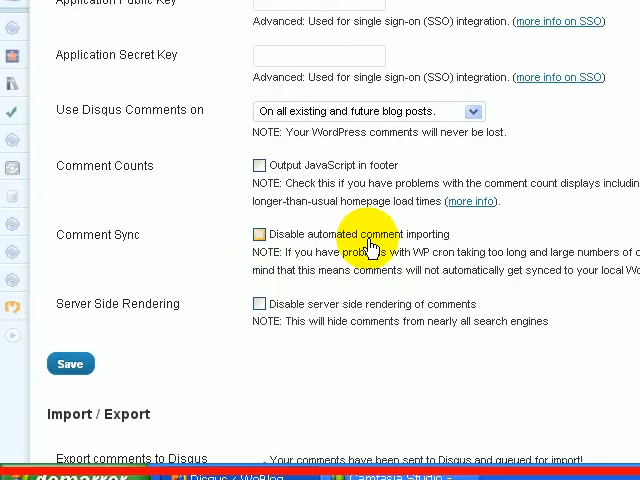 Application Public Key
Advanced: Used for single sign-on (SSO) integration. (more info on SSO)
Application Secret Key
Advanced: Used for single sign-on (SSO) integration. (more info on SSO)
Use Disqus Comments on
On all existing and future blog posts.
NOTE: Your WordPress comments will never be lost.
Comment Counts
Output JavaScript in footer
NOTE: Check this if you have problems with the comment count displays including
longer-than-usual homepage load times (more info).
Comment Sync
Disable automated comment importing
NOTE: If you have problems with WP cron taking too long and large numbers of
mind that this means comments will not automatically get synced to your local
Server Side Rendering
Disable server side rendering of comments
NOTE: This will hide comments from nearly all search engines
Save
Import / Export
Export comments to Disqus
- Your comments have been sent to Disqus and queued for import!
démarrer
Disqus
Camtasia Studio -